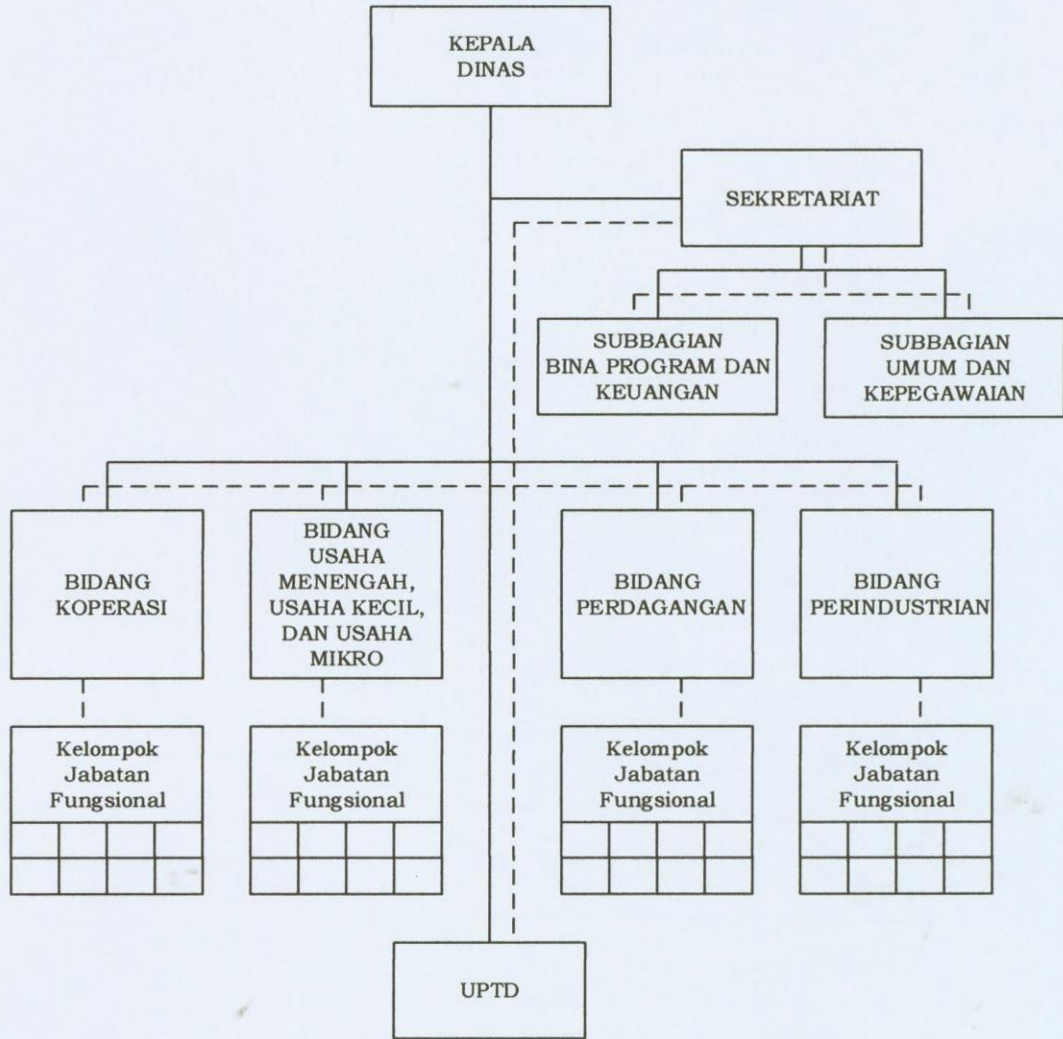 KEPALA
DINAS
SEKRETARIAT
SUBBAGIAN
BINA PROGRAM DAN
KEUANGAN
SUBBAGIAN
UMUM DAN
KEPEGAWAIAN
BIDANG
KOPERASI
BIDANG
USAHA
MENENGAH,
USAHA KECIL,
DAN USAHA
MIKRO
BIDANG
PERDAGANGAN
BIDANG
PERINDUSTRIAN
Kelompok
Jabatan
Fungsional
Kelompok
Jabatan
Fungsional
Kelompok
Jabatan
Fungsional
Kelompok
Jabatan
Fungsional
UPTD